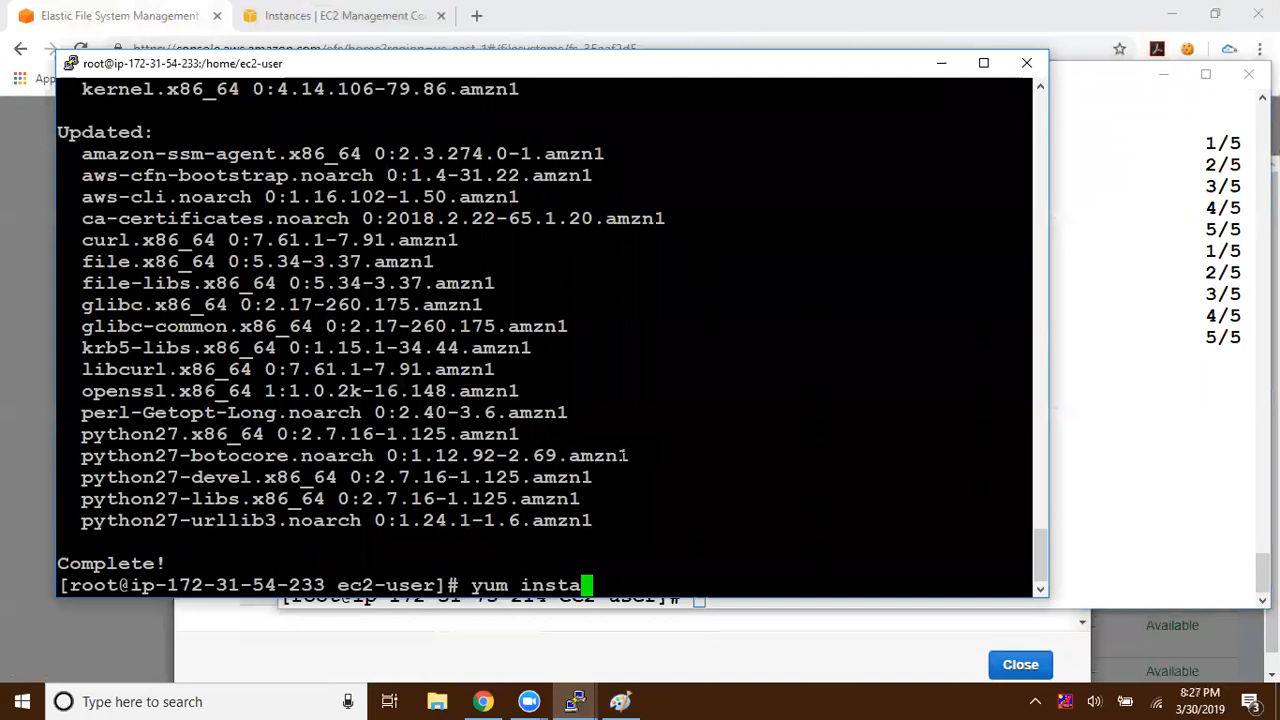 Elastic File System Management
Instances | EC2 Management Co
https://console.aws.amazon.com/efs/home?region=us-east-1#/filesystems/fs-35aaf2d5
App
root@ip-172-31-54-233:/home/ec2-user
kernel.x86_64 0:4.14.106-79.86.amzn1
Updated:
amazon-ssm-agent.x86_64 0:2.3.274.0-1.amzn1
aws-cfn-bootstrap.noarch 0:1.4-31.22.amzn1
aws-cli.noarch 0:1.16.102-1.50.amzn1
ca-certificates.noarch 0:2018.2.22-65.1.20.amzn1
curl.x86_64 0:7.61.1-7.91.amzn1
file.x86_64 0:5.34-3.37.amzn1
file-libs.x86_64 0:5.34-3.37.amzn1
glibc.x86_64 0:2.17-260.175.amzn1
glibc-common.x86_64 0:2.17-260.175.amzn1
krb5-libs.x86_64 0:1.15.1-34.44.amzn1
libcurl.x86_64 0:7.61.1-7.91.amzn1
openssl.x86_64 1:1.0.2k-16.148.amzn1
perl-Getopt-Long.noarch 0:2.40-3.6.amzn1
python27.x86_64 0:2.7.16-1.125.amzn1
python27-botocore.noarch 0:1.12.92-2.69.amzn1
python27-devel.x86_64 0:2.7.16-1.125.amzn1
python27-libs.x86_64 0:2.7.16-1.125.amzn1
python27-urllib3.noarch 0:1.24.1-1.6.amzn1
Complete!
[root@ip-172-31-54-233 ec2-user]# yum insta
1/5
2/5
3/5
4/5
5/5
1/5
2/5
3/5
4/5
5/5
[root@ip-172-31-73-214 ec2-user]#
Available
Close
Available
Type here to search
8:27 PM
3/30/2019
3